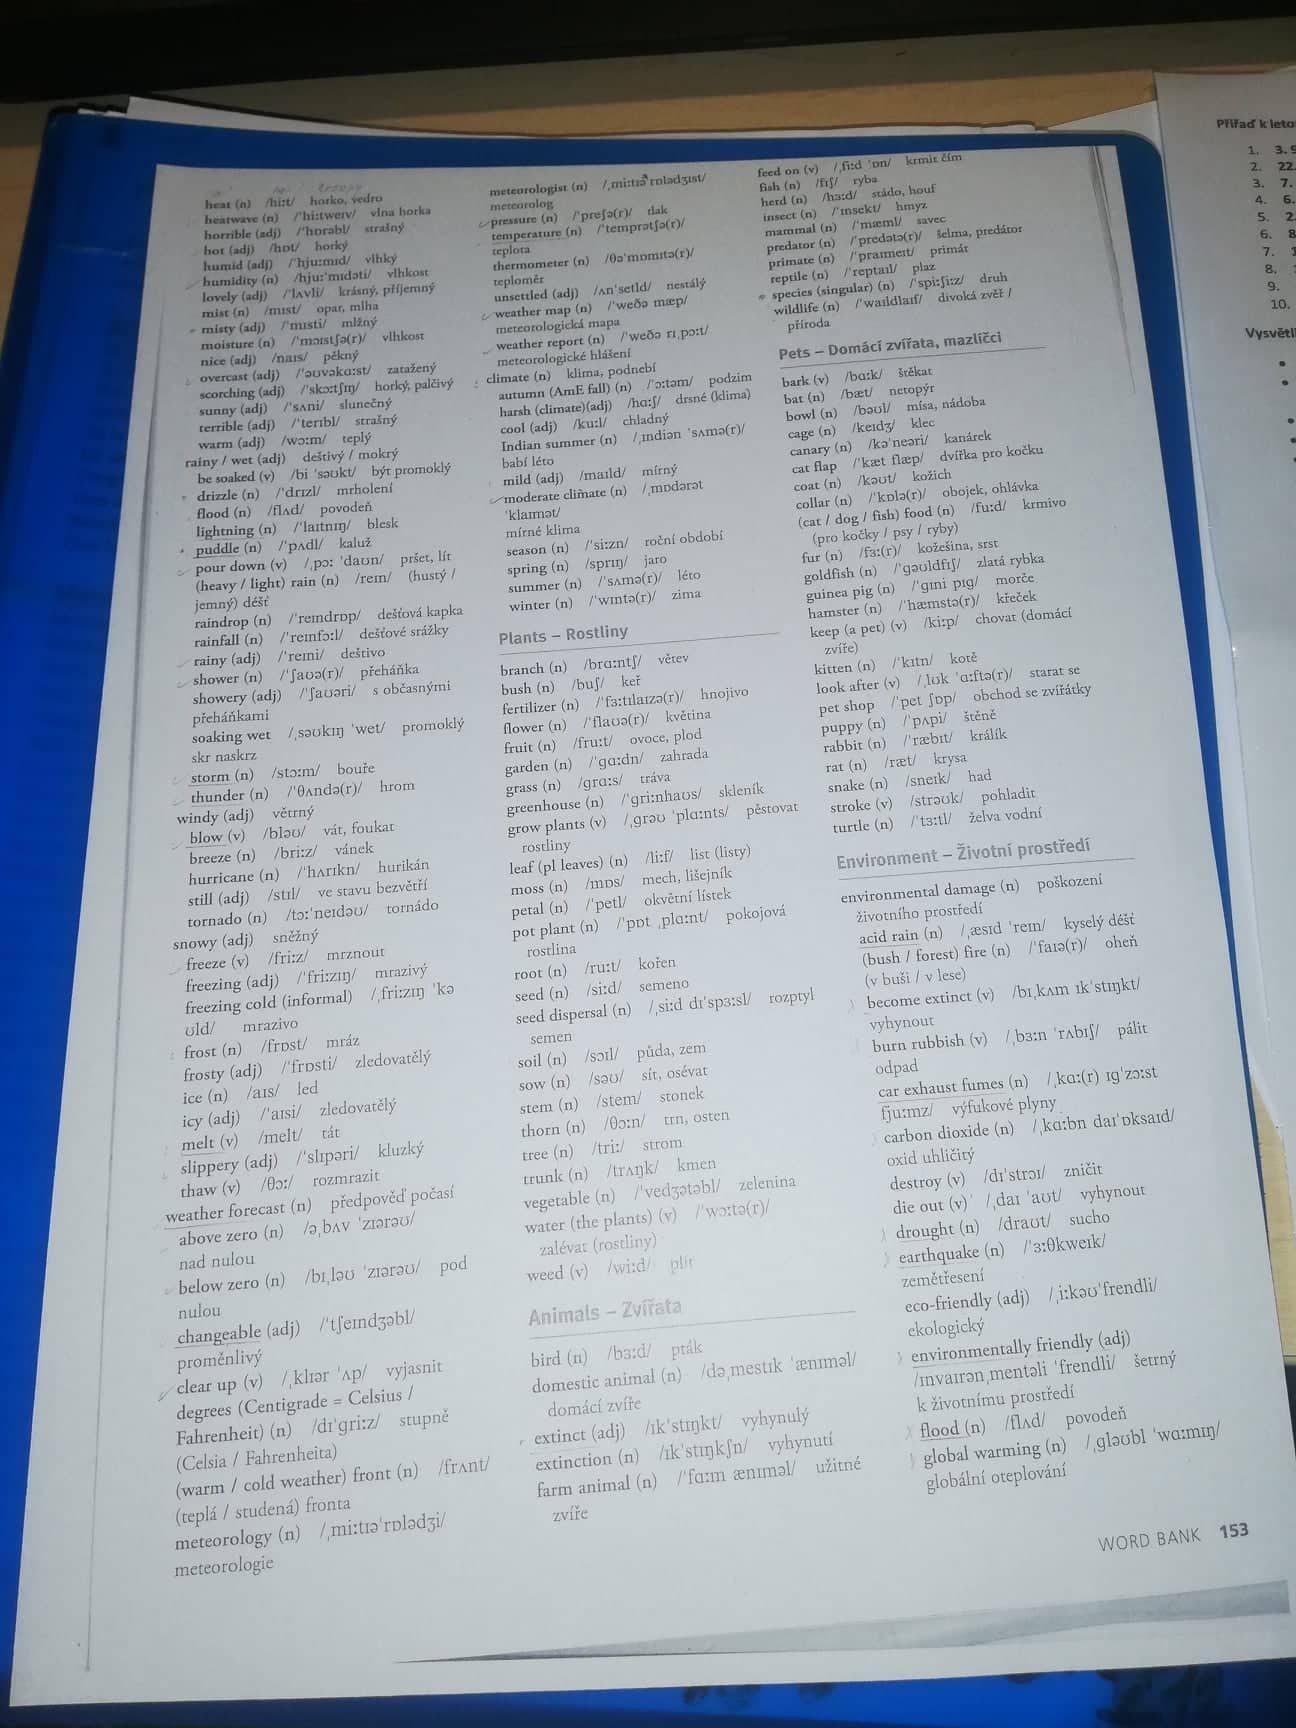 heat (n) /hiːt/ horko, vedro
heatwave (n) /ˈhiːtweɪv/ vlna horka
horrible (adj) /ˈhɒrəbl/ strašný
hot (adj) /hɒt/ horký
humid (adj) /ˈhjuːmɪd/ vlhký
humidity (n) /hjuːˈmɪdəti/ vlhkost
lovely (adj) /ˈlʌvli/ krásný, příjemný
mist (n) /mɪst/ opar, mlha
misty (adj) /ˈmɪsti/ mlžný
moisture (n) /ˈmɔɪstʃə(r)/ vlhkost
nice (adj) /naɪs/ pěkný
overcast (adj) /ˈəʊvəkɑːst/ zatažený
scorching (adj) /ˈskɔːtʃɪŋ/ horký, palčivý
sunny (adj) /ˈsʌni/ slunečný
terrible (adj) /ˈterɪbl/ strašný
warm (adj) /wɔːm/ teplý
rainy / wet (adj) deštivý / mokrý
be soaked (v) /bi ˈsəʊkt/ být promoklý
drizzle (n) /ˈdrɪzl/ mrholení
flood (n) /flʌd/ povodeň
lightning (n) /ˈlaɪtnɪŋ/ blesk
puddle (n) /ˈpʌdl/ kaluž
pour down (v) /ˌpɔː ˈdaʊn/ pršet, lít
(heavy / light) rain (n) /reɪn/ (hustý /
jemný) déšť
raindrop (n) /ˈreɪndrɒp/ dešťová kapka
rainfall (n) /ˈreɪnfɔːl/ dešťové srážky
rainy (adj) /ˈreɪni/ deštivo
shower (n) /ˈʃaʊə(r)/ přeháňka
showery (adj) /ˈʃaʊəri/ s občasnými
přeháňkami
soaking wet /ˌsəʊkɪŋ ˈwet/ promoklý
skr naskrz
storm (n) /stɔːm/ bouře
thunder (n) /ˈθʌndə(r)/ hrom
windy (adj) větrný
blow (v) /bləʊ/ vát, foukat
breeze (n) /briːz/ vánek
hurricane (n) /ˈhʌrɪkn/ hurikán
still (adj) /stɪl/ ve stavu bezvětří
tornado (n) /tɔːˈneɪdəʊ/ tornádo
snowy (adj) sněžný
freeze (v) /friːz/ mrznout
freezing (adj) /ˈfriːzɪŋ/ mrazivý
freezing cold (informal) /ˌfriːzɪŋ ˈkə
ʊld/ mrazivo
frost (n) /frɒst/ mráz
frosty (adj) /ˈfrɒsti/ zledovatělý
ice (n) /aɪs/ led
icy (adj) /ˈaɪsi/ zledovatělý
melt (v) /melt/ tát
slippery (adj) /ˈslɪpəri/ kluzký
thaw (v) /θɔː/ rozmrazit
weather forecast (n) předpověď počasí
above zero (n) /əˌbʌv ˈzɪərəʊ/
nad nulou
below zero (n) /bɪˌləʊ ˈzɪərəʊ/ pod
nulou
changeable (adj) /ˈtʃeɪndʒəbl/
proměnlivý
clear up (v) /ˌklɪər ˈʌp/ vyjasnit
degrees (Centigrade = Celsius /
Fahrenheit) (n) /dɪˈgriːz/ stupně
(Celsia / Fahrenheita)
(warm / cold weather) front (n) /frʌnt/
(teplá / studená) fronta
meteorology (n) /ˌmiːtɪəˈrɒlədʒi/
meteorologie
meteorologist (n) /ˌmiːtɪəˈrɒlədʒɪst/
meteorolog
pressure (n) /ˈpreʃə(r)/ tlak
temperature (n) /ˈtemprətʃə(r)/
teplota
thermometer (n) /θəˈmɒmɪtə(r)/
teploměr
unsettled (adj) /ʌnˈsetld/ nestálý
weather map (n) /ˈweðə mæp/
meteorologická mapa
weather report (n) /ˈweðə rɪˌpɔːt/
meteorologické hlášení
climate (n) klima, podnebí
autumn (AmE fall) (n) /ˈɔːtəm/ podzim
harsh (climate)(adj) /hɑːʃ/ drsné (klima)
cool (adj) /kuːl/ chladný
Indian summer (n) /ˌɪndiən ˈsʌmə(r)/
babí léto
mild (adj) /maɪld/ mírný
moderate climate (n) /ˌmɒdərət
ˈklaɪmət/
mírné klima
season (n) /ˈsiːzn/ roční období
spring (n) /sprɪŋ/ jaro
summer (n) /ˈsʌmə(r)/ léto
winter (n) /ˈwɪntə(r)/ zima
Plants – Rostliny
branch (n) /brɑːntʃ/ větev
bush (n) /buʃ/ keř
fertilizer (n) /ˈfɜːtɪlaɪzə(r)/ hnojivo
flower (n) /ˈflaʊə(r)/ květina
fruit (n) /fruːt/ ovoce, plod
garden (n) /ˈgɑːdn/ zahrada
grass (n) /grɑːs/ tráva
greenhouse (n) /ˈgriːnhaʊs/ skleník
grow plants (v) /ˌgrəʊ ˈplɑːnts/ pěstovat
rostliny
leaf (pl leaves) (n) /liːf/ list (listy)
moss (n) /mɒs/ mech, lišejník
petal (n) /ˈpetl/ okvětní lístek
pot plant (n) /ˈpɒt ˌplɑːnt/ pokojová
rostlina
root (n) /ruːt/ kořen
seed (n) /siːd/ semeno
seed dispersal (n) /ˌsiːd dɪˈspɜːsl/ rozptyl
semen
soil (n) /sɔɪl/ půda, zem
sow (n) /səʊ/ sít, osévat
stem (n) /stem/ stonek
thorn (n) /θɔːn/ trn, osten
tree (n) /triː/ strom
trunk (n) /trʌŋk/ kmen
vegetable (n) /ˈvedʒətəbl/ zelenina
water (the plants) (v) /ˈwɔːtə(r)/
zalévat (rostliny)
weed (v) /wiːd/ plít
Animals – Zvířata
bird (n) /bɜːd/ pták
domestic animal (n) /dəˌmestɪk ˈænɪməl/
domácí zvíře
extinct (adj) /ɪkˈstɪŋkt/ vyhynulý
extinction (n) /ɪkˈstɪŋkʃn/ vyhynutí
farm animal (n) /ˈfɑːm ænɪməl/ užitné
zvíře
feed on (v) /ˌfiːd ˈɒn/ krmit čím
fish (n) /fɪʃ/ ryba
herd (n) /hɜːd/ stádo, houf
insect (n) /ˈɪnsekt/ hmyz
mammal (n) /ˈmæml/ savec
predator (n) /ˈpredətə(r)/ šelma, predátor
primate (n) /ˈpraɪmeɪt/ primát
reptile (n) /ˈreptaɪl/ plaz
species (singular) (n) /ˈspiːʃiːz/ druh
wildlife (n) /ˈwaɪldlaɪf/ divoká zvěř /
příroda
Pets – Domácí zvířata, mazlíčci
bark (v) /bɑːk/ štěkat
bat (n) /bæt/ netopýr
bowl (n) /bəʊl/ mísa, nádoba
cage (n) /keɪdʒ/ klec
canary (n) /kəˈneəri/ kanárek
cat flap /ˈkæt flæp/ dvířka pro kočku
coat (n) /kəʊt/ kožich
collar (n) /ˈkɒlə(r)/ obojek, ohlávka
(cat / dog / fish) food (n) /fuːd/ krmivo
(pro kočky / psy / ryby)
fur (n) /fɜː(r)/ kožešina, srst
goldfish (n) /ˈgəʊldfɪʃ/ zlatá rybka
guinea pig (n) /ˈgɪni pɪg/ morče
hamster (n) /ˈhæmstə(r)/ křeček
keep (a pet) (v) /kiːp/ chovat (domácí
zvíře)
kitten (n) /ˈkɪtn/ kotě
look after (v) /ˌlʊk ˈɑːftə(r)/ starat se
pet shop /ˈpet ʃɒp/ obchod se zvířátky
puppy (n) /ˈpʌpi/ štěně
rabbit (n) /ˈræbɪt/ králík
rat (n) /ræt/ krysa
snake (n) /sneɪk/ had
stroke (v) /strəʊk/ pohladit
turtle (n) /ˈtɜːtl/ želva vodní
Environment – Životní prostředí
environmental damage (n) poškození
životního prostředí
acid rain (n) /ˌæsɪd ˈreɪn/ kyselý déšť
(bush / forest) fire (n) /ˈfaɪə(r)/ oheň
(v buši / v lese)
become extinct (v) /bɪˌkʌm ɪkˈstɪŋkt/
vyhynout
burn rubbish (v) /ˌbɜːn ˈrʌbɪʃ/ pálit
odpad
car exhaust fumes (n) /ˌkɑː(r) ɪgˈzɔːst
fjuːmz/ výfukové plyny
carbon dioxide (n) /ˌkɑːbn daɪˈɒksaɪd/
oxid uhličitý
destroy (v) /dɪˈstrɔɪ/ zničit
die out (v) /ˌdaɪ ˈaʊt/ vyhynout
drought (n) /draʊt/ sucho
earthquake (n) /ˈɜːθkweɪk/
zemětřesení
eco-friendly (adj) /ˌiːkəʊˈfrendli/
ekologický
environmentally friendly (adj)
/ɪnvaɪrənˌmentəli ˈfrendli/ šetrný
k životnímu prostředí
flood (n) /flʌd/ povodeň
global warming (n) /ˌgləʊbl ˈwɑːmɪŋ/
globální oteplování
WORD BANK 153
Přiřaď k leto
1. 3. 9
2. 22.
3. 7.
4. 6.
5. 2.
6. 8
7. 1
8.
9.
10.
Vysvětli